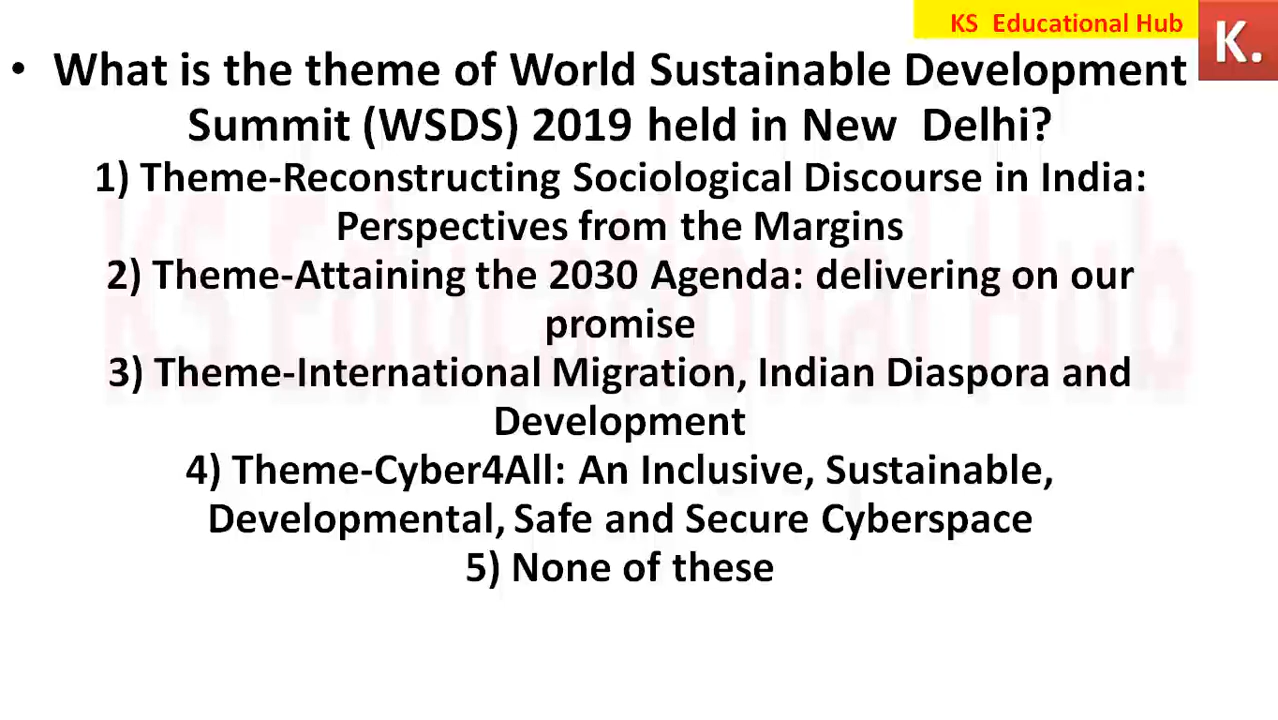 KS Educational Hub
K.
• What is the theme of World Sustainable Development
Summit (WSDS) 2019 held in New Delhi?
1) Theme-Reconstructing Sociological Discourse in India:
Perspectives from the Margins
2) Theme-Attaining the 2030 Agenda: delivering on our
promise
3) Theme-International Migration, Indian Diaspora and
Development
4) Theme-Cyber4All: An Inclusive, Sustainable,
Developmental, Safe and Secure Cyberspace
5) None of these
KS Educational Hub